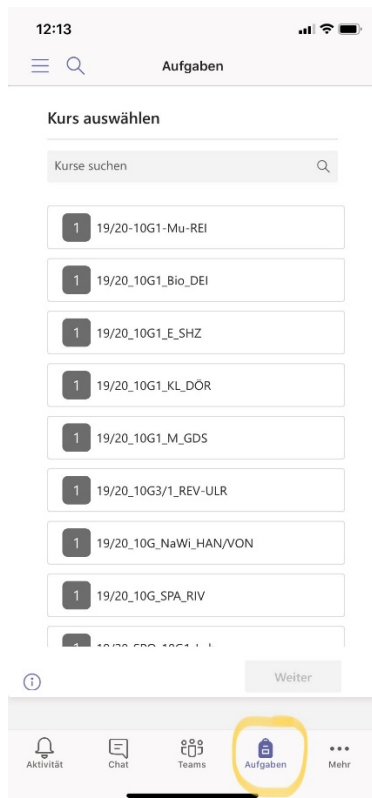 12:13
Aufgaben
Kurs auswählen
Kurse suchen
1 19/20-10G1-Mu-REI
1 19/20_10G1_Bio_DEI
1 19/20_10G1_E_SHZ
1 19/20_10G1_KL_DÖR
1 19/20_10G1_M_GDS
1 19/20_10G3/1_REV-ULR
1 19/20_10G_NaWi_HAN/VON
1 19/20_10G_SPA_RIV
Weiter
Aktivität Chat Teams Aufgaben Mehr